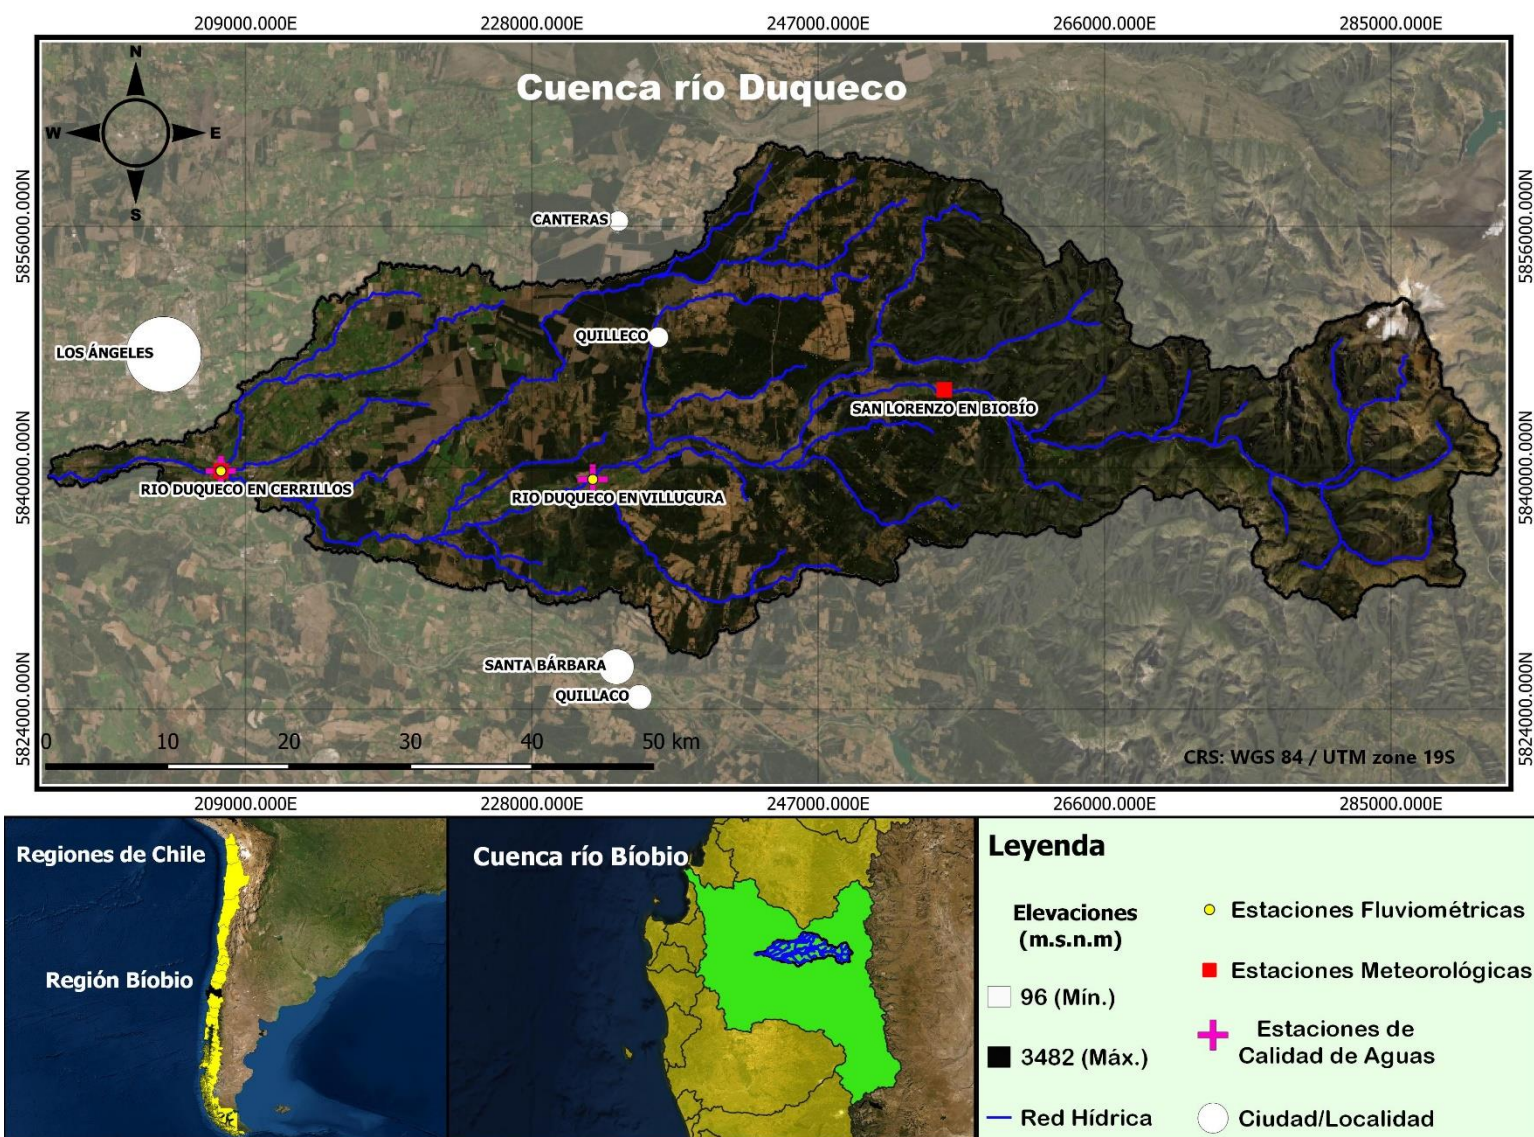 209000.000E 228000.000E 247000.000E 266000.000E 285000.000E
Cuenca río Duqueco
N
W E
S
5856000.000N
5856000.000N
CANTERAS
LOS ÁNGELES
QUILLECO
SAN LORENZO EN BIOBÍO
5840000.000N
5840000.000N
RIO DUQUECO EN CERRILLOS
RIO DUQUECO EN VILLUCURA
SANTA BÁRBARA
QUILLACO
5824000.000N
5824000.000N
0 10 20 30 40 50 km
CRS: WGS 84 / UTM zone 19S
209000.000E 228000.000E 247000.000E 266000.000E 285000.000E
Regiones de Chile
Región Bíobio
Cuenca río Bíobio
Leyenda
Elevaciones
(m.s.n.m)
96 (Mín.)
3482 (Máx.)
Red Hídrica
Estaciones Fluviométricas
Estaciones Meteorológicas
Estaciones de
Calidad de Aguas
Ciudad/Localidad